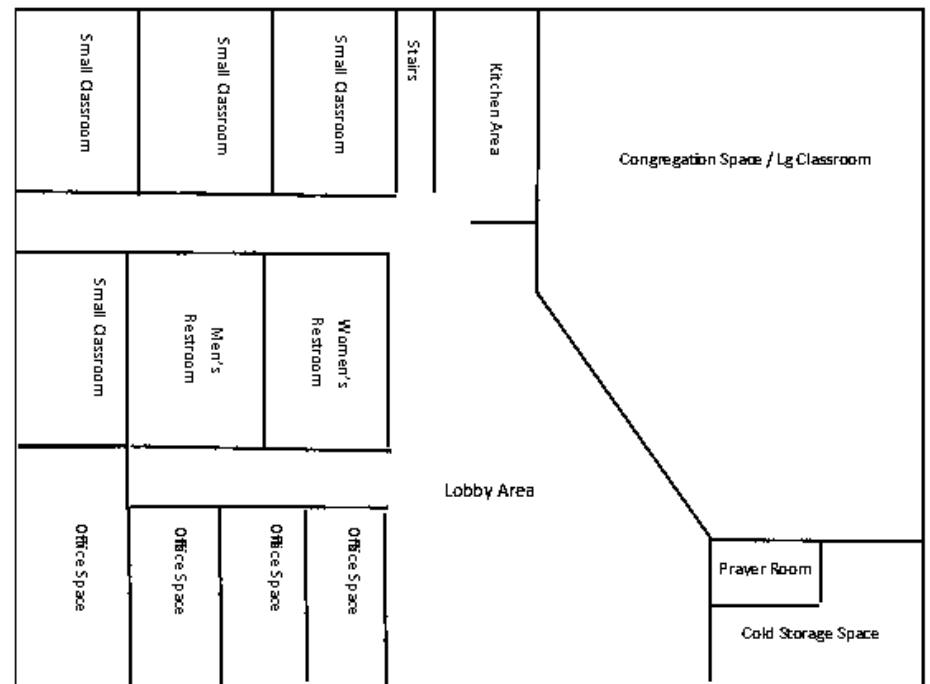 Small Classroom
Small Classroom
Small Classroom
Stairs
Kitchen Area
Congregation Space / Lg Classroom
Small Classroom
Men's
Restroom
Women's
Restroom
Lobby Area
Office Space
Office Space
Office Space
Office Space
Prayer Room
Cold Storage Space